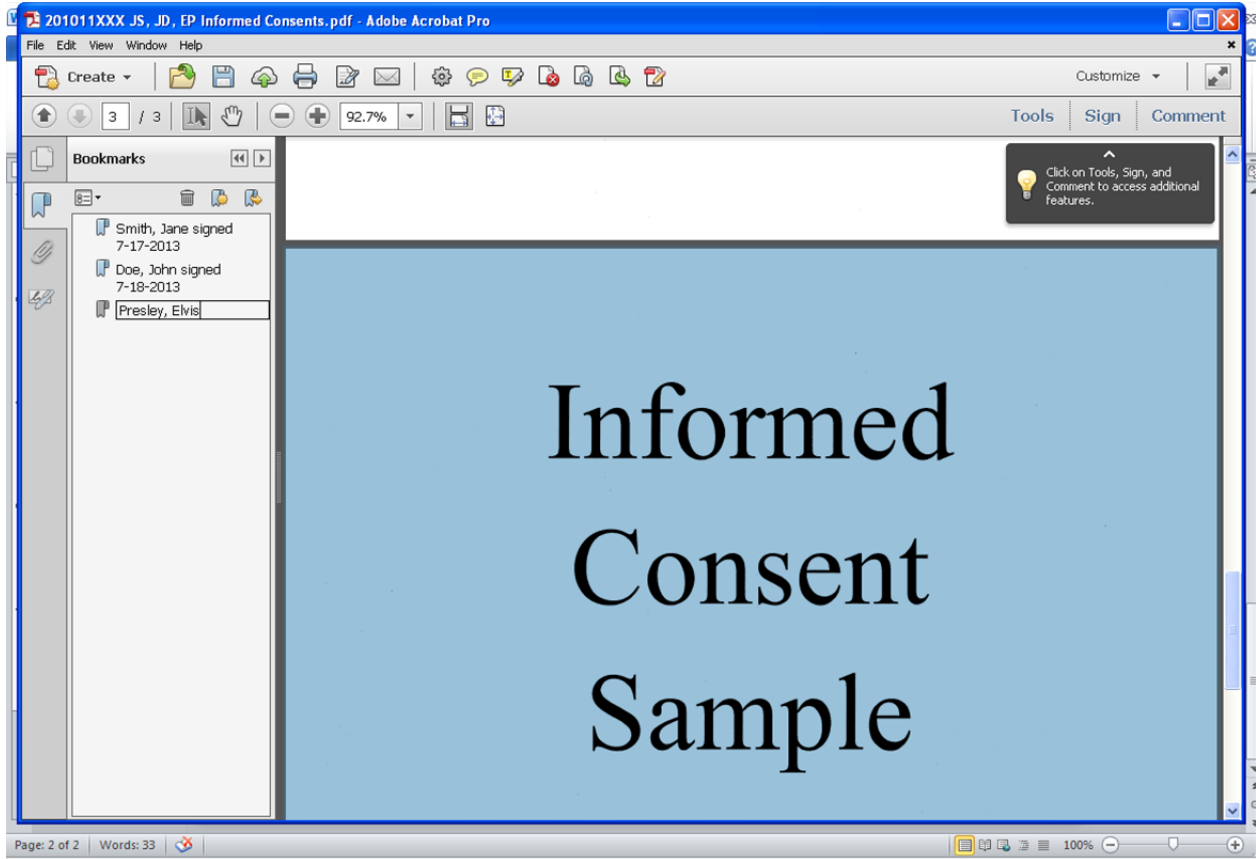 201011XXX JS, JD, EP Informed Consents.pdf - Adobe Acrobat Pro
File Edit View Window Help
Create Customize
3 / 3 92.7% Tools Sign Comment
Bookmarks
Smith, Jane signed
7-17-2013
Doe, John signed
7-18-2013
Presley, Elvis
Click on Tools, Sign, and
Comment to access additional
features.
Informed
Consent
Sample
Page: 2 of 2 Words: 33 100%